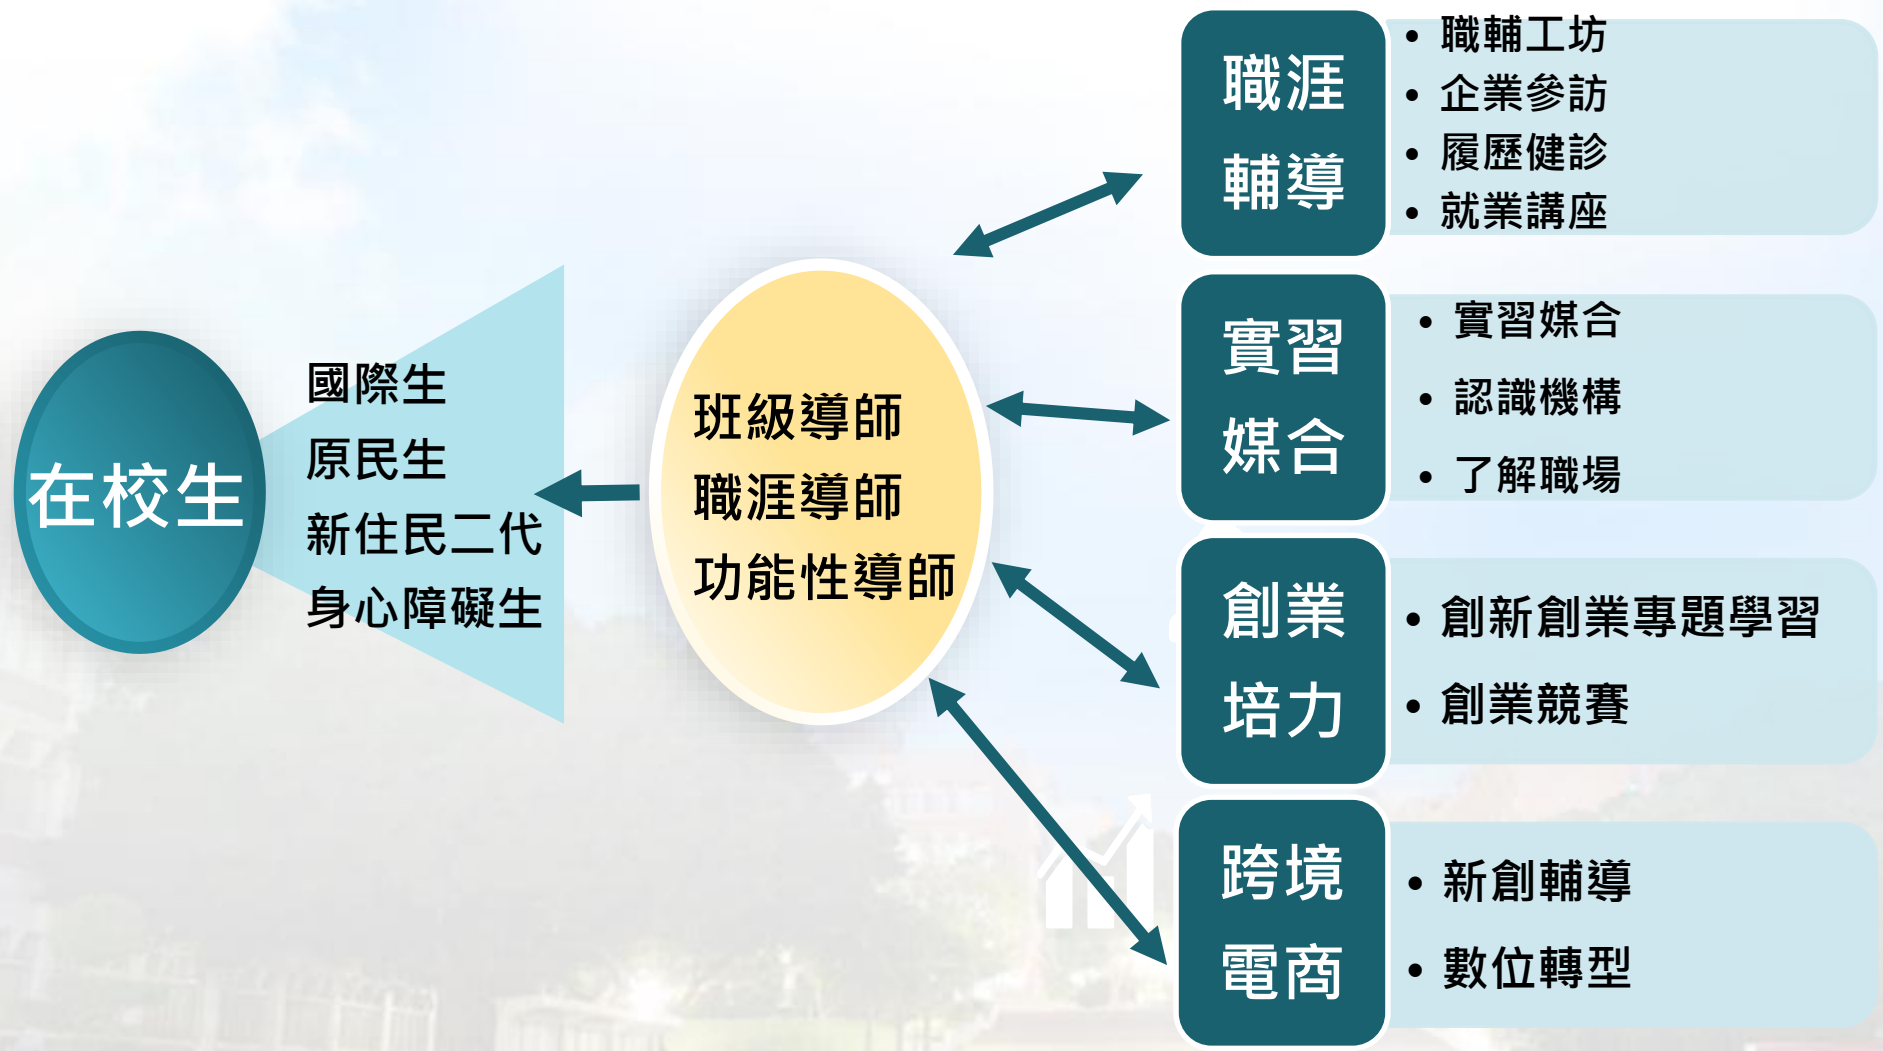 在校生
國際生
原民生
新住民二代
身心障礙生
班級導師
職涯導師
功能性導師
職涯
輔導
• 職輔工坊
• 企業參訪
• 履歷健診
• 就業講座
實習
媒合
• 實習媒合
• 認識機構
• 了解職場
創業
培力
• 創新創業專題學習
• 創業競賽
跨境
電商
• 新創輔導
• 數位轉型